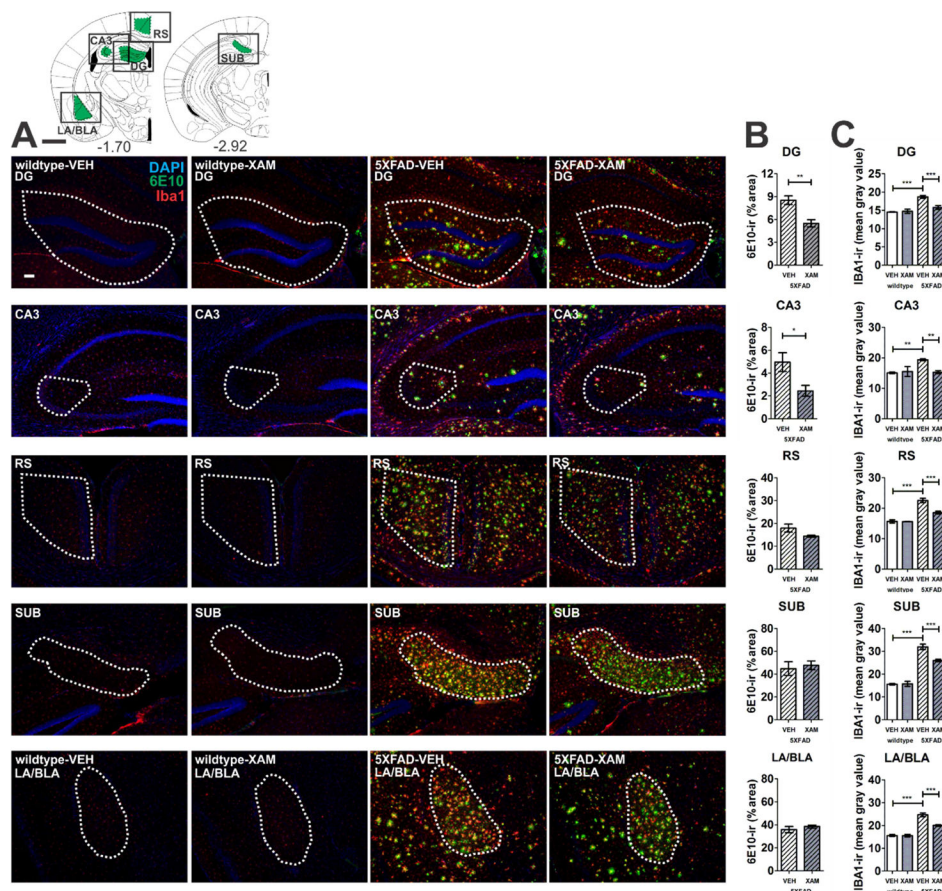 RS
CA3
DG
SUB
LA/BLA
-1.70
-2.92
A
B
C
wildtype-VEH
DG
DAPI
6E10
Iba1
wildtype-XAM
DG
5XFAD-VEH
DG
5XFAD-XAM
DG
CA3
CA3
CA3
CA3
RS
RS
RS
RS
SUB
SUB
SUB
SUB
wildtype-VEH
LA/BLA
wildtype-XAM
LA/BLA
5XFAD-VEH
LA/BLA
5XFAD-XAM
LA/BLA
DG
6E10-ir (% area)
12
9
6
3
0
**
VEH XAM
5XFAD
CA3
6E10-ir (% area)
8
6
4
2
0
*
VEH XAM
5XFAD
RS
6E10-ir (% area)
40
30
20
10
0
VEH XAM
5XFAD
SUB
6E10-ir (% area)
80
60
40
20
0
VEH XAM
5XFAD
LA/BLA
6E10-ir (% area)
80
60
40
20
0
VEH XAM
5XFAD
DG
IBA1-ir (mean gray value)
25
20
15
10
5
0
*** ***
VEH XAM VEH XAM
wildtype 5XFAD
CA3
IBA1-ir (mean gray value)
30
20
10
0
** **
VEH XAM VEH XAM
wildtype 5XFAD
RS
IBA1-ir (mean gray value)
30
20
10
0
*** ***
VEH XAM VEH XAM
wildtype 5XFAD
SUB
IBA1-ir (mean gray value)
40
30
20
10
0
*** ***
VEH XAM VEH XAM
wildtype 5XFAD
LA/BLA
IBA1-ir (mean gray value)
40
30
20
10
0
*** ***
VEH XAM VEH XAM
wildtype 5XFAD